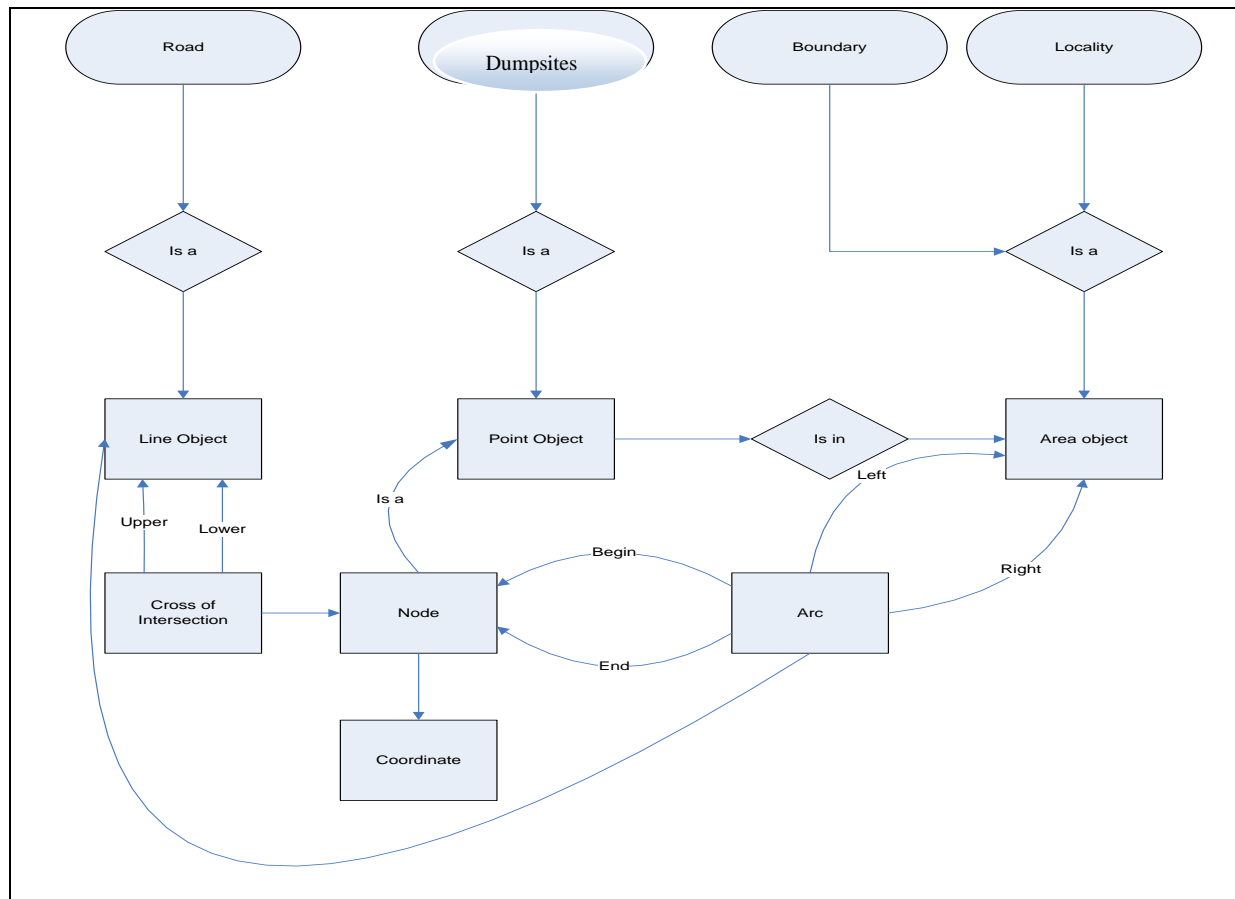 Road
Dumpsites
Boundary
Locality
Is a
Is a
Is a
Line Object
Point Object
Is in
Area object
Left
Is a
Upper
Lower
Begin
Right
Cross of
Intersection
Node
Arc
End
Coordinate